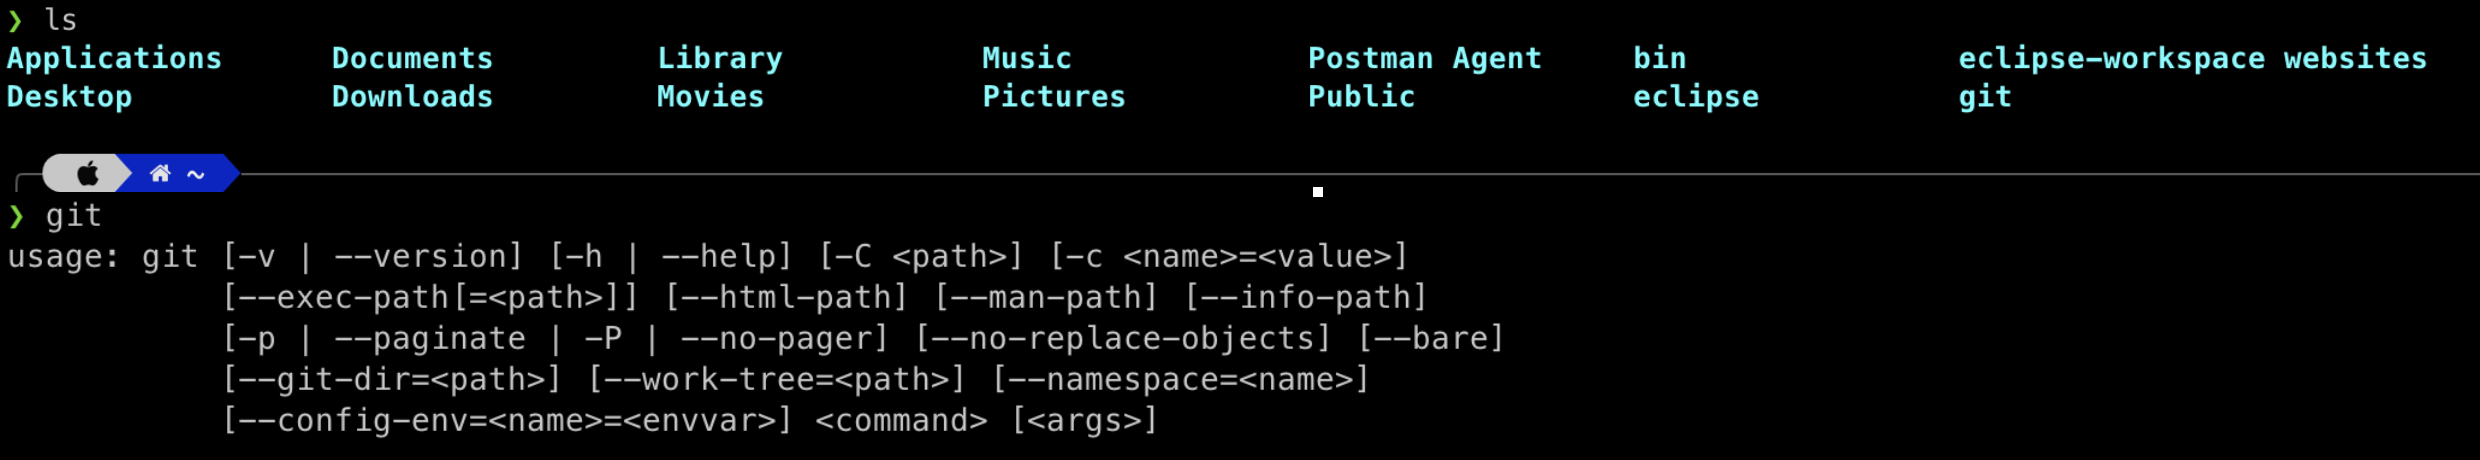 ❯ ls
Applications Documents Library Music Postman Agent bin eclipse-workspace websites
Desktop Downloads Movies Pictures Public eclipse git
~
❯ git
usage: git [-v | --version] [-h | --help] [-C <path>] [-c <name>=<value>]
[--exec-path[=<path>]] [--html-path] [--man-path] [--info-path]
[-p | --paginate | -P | --no-pager] [--no-replace-objects] [--bare]
[--git-dir=<path>] [--work-tree=<path>] [--namespace=<name>]
[--config-env=<name>=<envvar>] <command> [<args>]